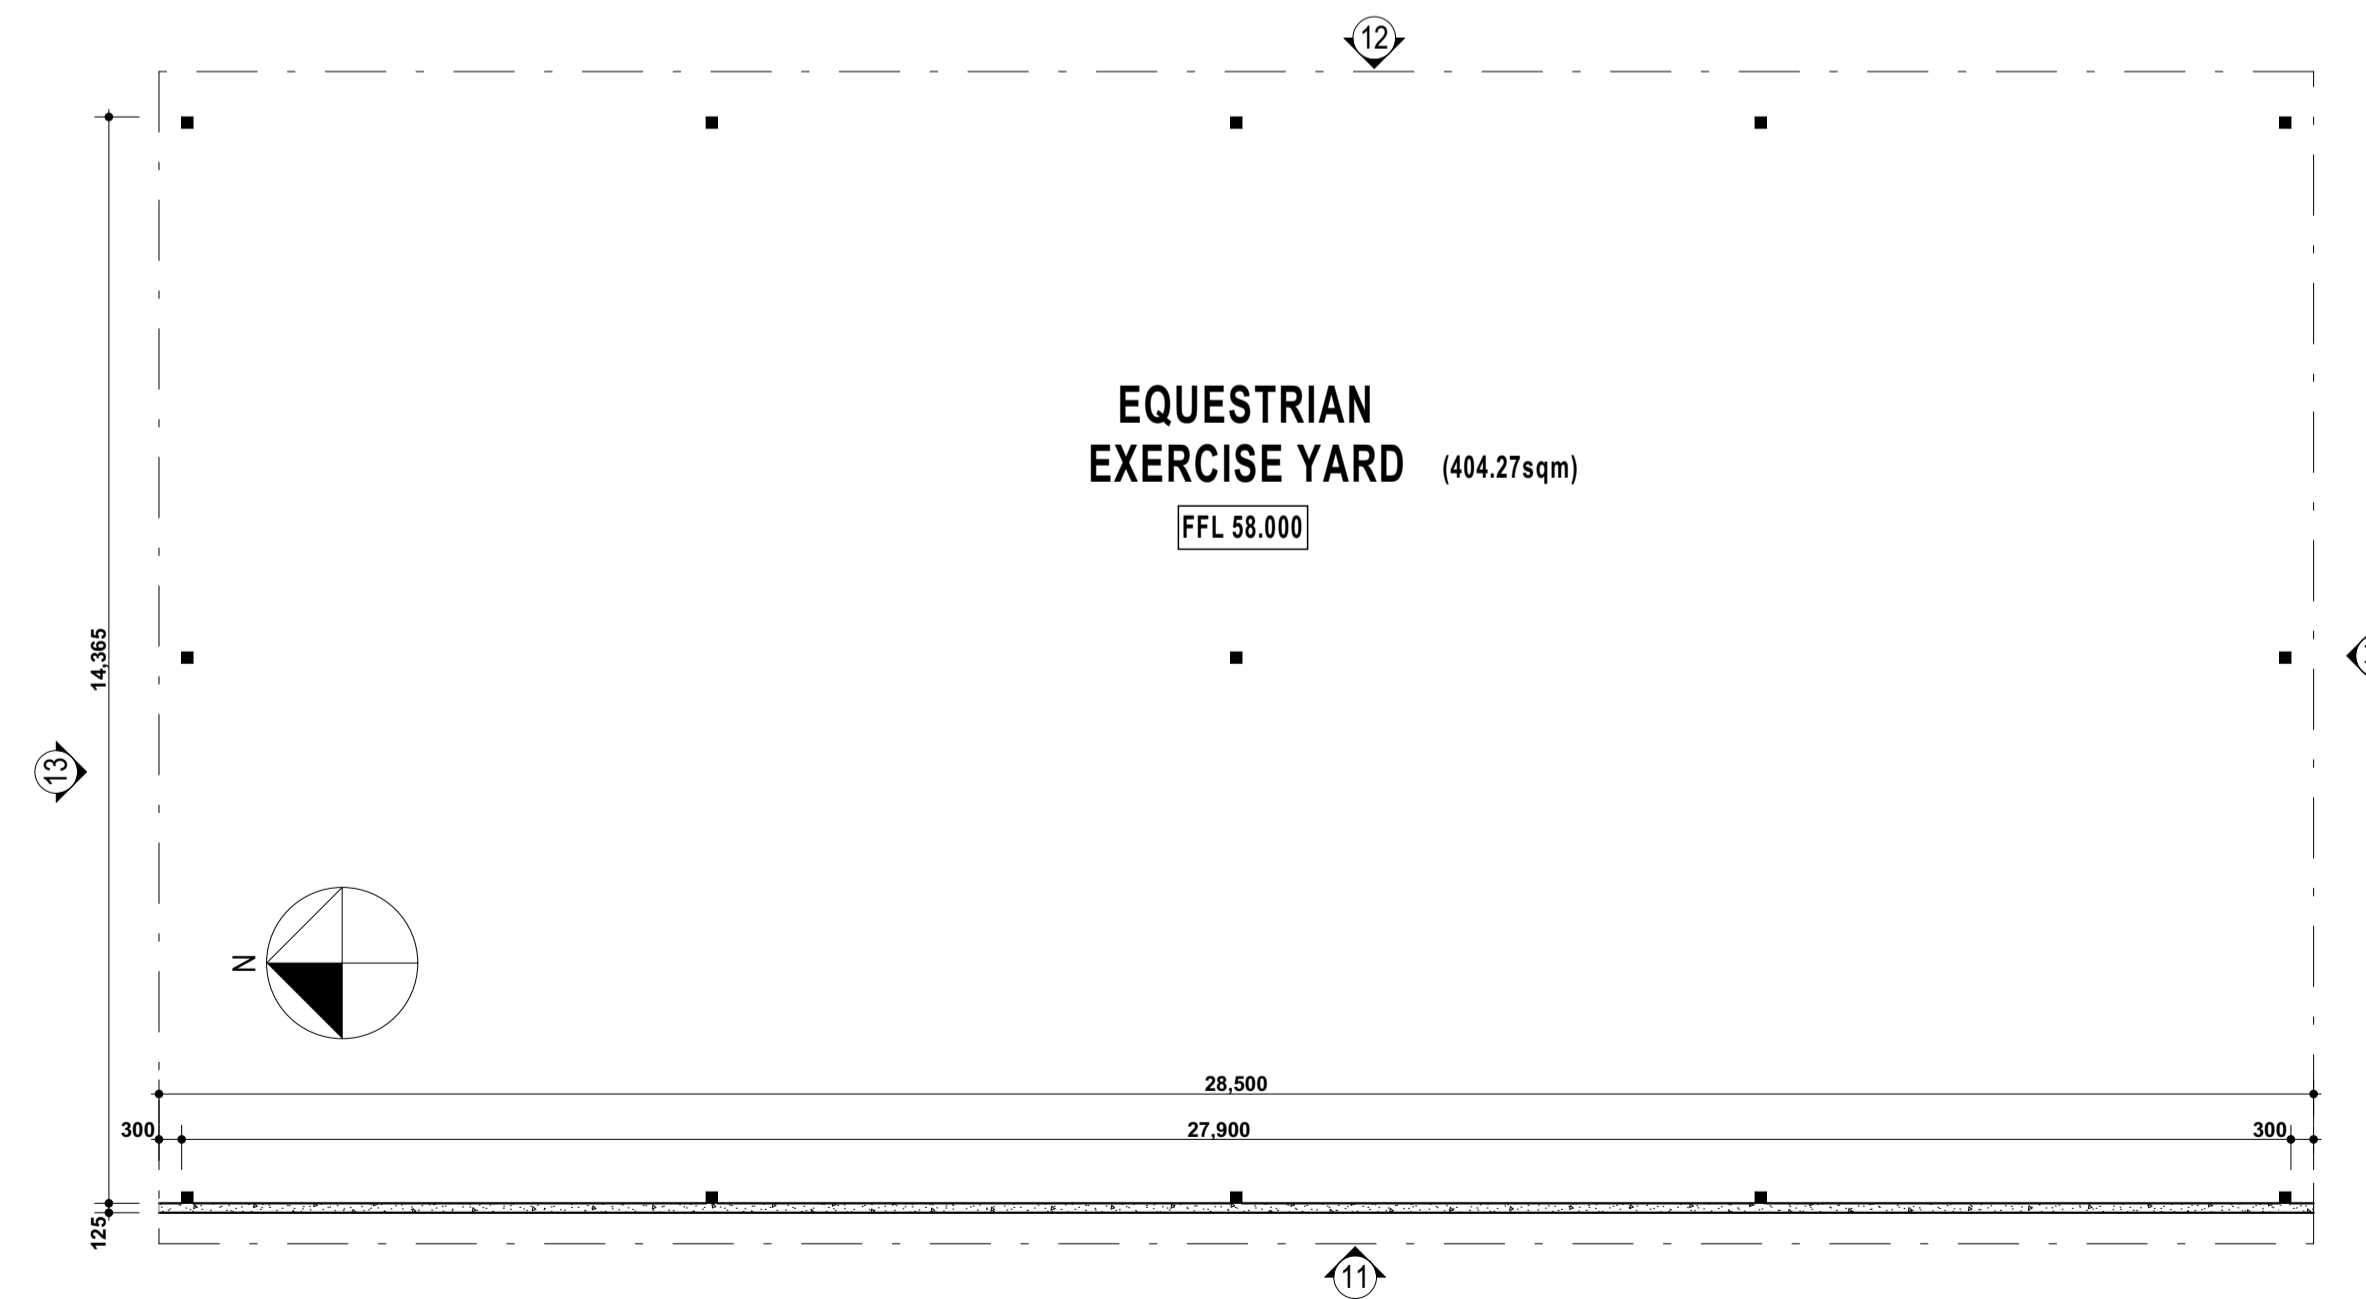 12
EQUESTRIAN
EXERCISE YARD (404.27sqm)
FFL 58.000
14,365
13
N
28,500
300 27,900 300
125
11